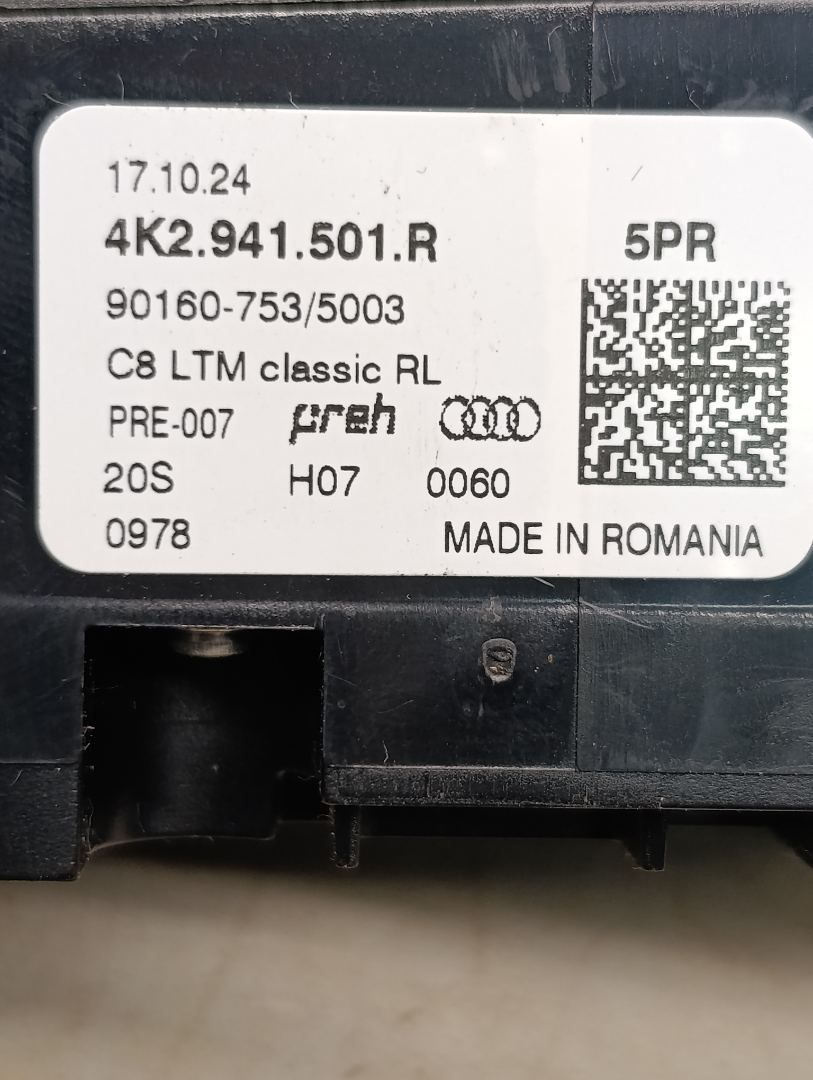 17.10.24
4K2.941.501.R 5PR
90160-753/5003
C8 LTM classic RL
PRE-007 preh
20S H07 0060
0978 MADE IN ROMANIA